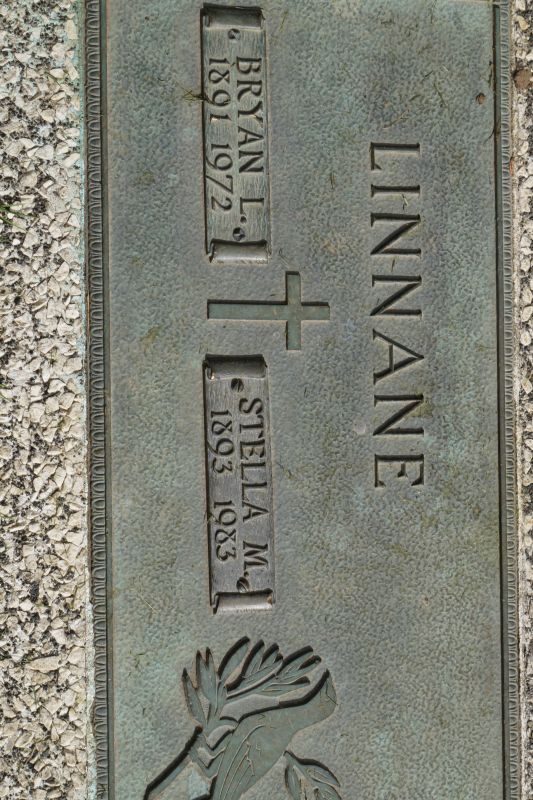 LINNANE
BRYAN L.
1891 1972
STELLA M.
1893 1983